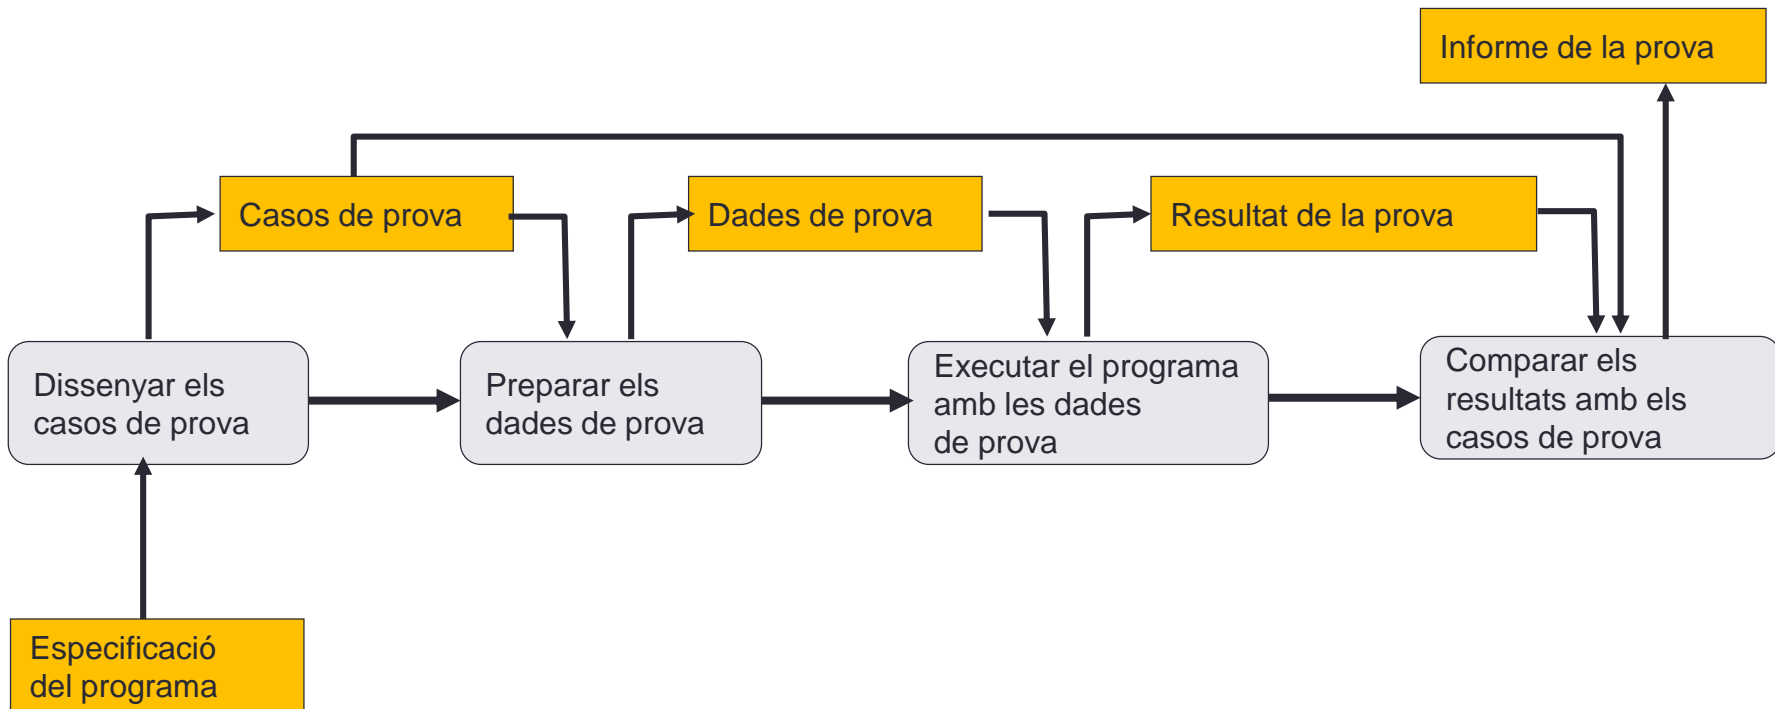 Informe de la prova
Casos de prova
Dades de prova
Resultat de la prova
Dissenyar els
casos de prova
Preparar els
dades de prova
Executar el programa
amb les dades
de prova
Comparar els
resultats amb els
casos de prova
Especificació
del programa